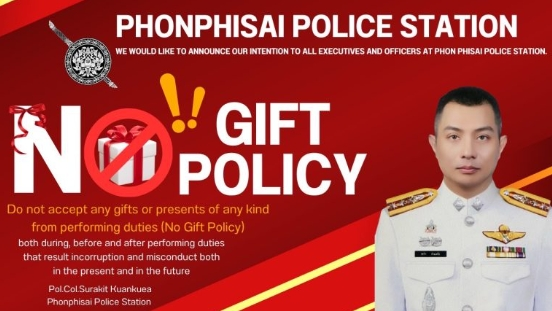 PHONPHISAI POLICE STATION
WE WOULD LIKE TO ANNOUNCE OUR INTENTION TO ALL EXECUTIVES AND OFFICERS AT PHON PHISAI POLICE STATION.
NO!! GIFT
POLICY
Do not accept any gifts or presents of any kind
from performing duties (No Gift Policy)
both during, before and after performing duties
that result incorruption and misconduct both
in the present and in the future
Pol.Col.Surakit Kuankuea
Phonphisai Police Station